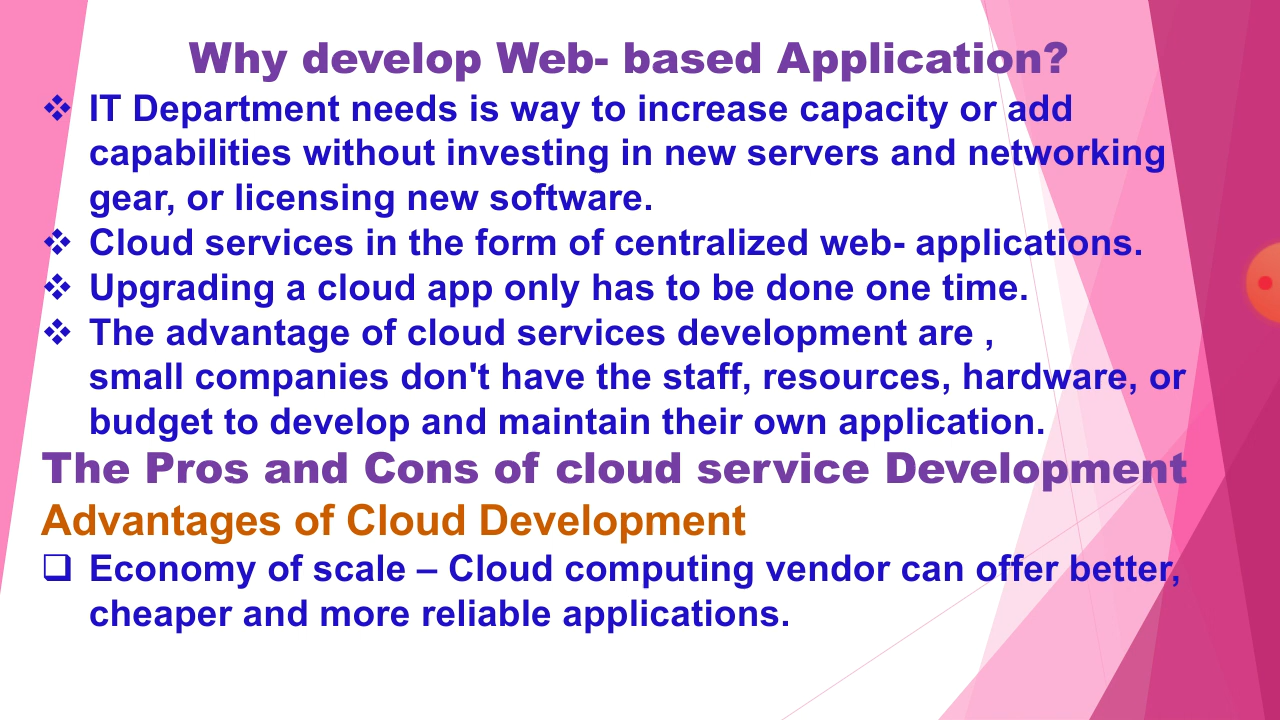 Why develop Web- based Application?
❖ IT Department needs is way to increase capacity or add
capabilities without investing in new servers and networking
gear, or licensing new software.
❖ Cloud services in the form of centralized web- applications.
❖ Upgrading a cloud app only has to be done one time.
❖ The advantage of cloud services development are ,
small companies don't have the staff, resources, hardware, or
budget to develop and maintain their own application.
The Pros and Cons of cloud service Development
Advantages of Cloud Development
❑ Economy of scale – Cloud computing vendor can offer better,
cheaper and more reliable applications.